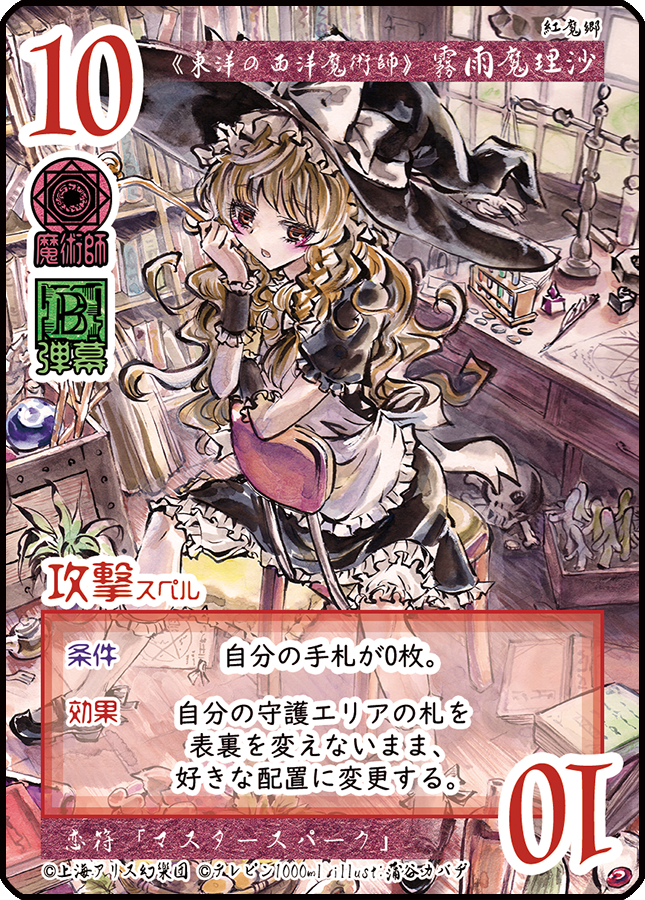 紅魔郷
10
《東洋の西洋魔術師》 霧雨魔理沙
魔術師
B
弾幕
攻撃スペル
条件 自分の手札が0枚。
効果 自分の守護エリアの札を
表裏を変えないまま、
好きな配置に変更する。
10
恋符「マスタースパーク」
©上海アリス幻樂団 ©テレピン1000ml illust:蒲谷カバヂ